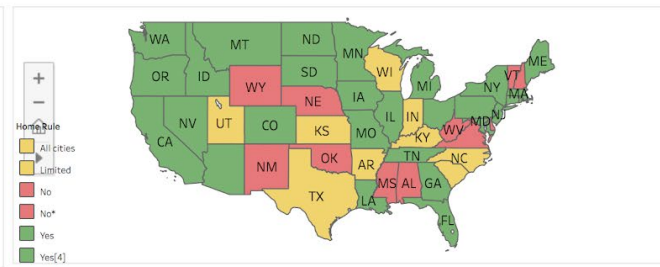 WA
MT
ND
MN
ME
OR
ID
SD
WI
VT
WY
MI
NY
MA
NE
IA
NV
UT
CO
IL
IN
NJ
MD
CA
KS
MO
WV
KY
OK
TN
NC
NM
AR
TX
MS
AL
GA
LA
FL
+
−
Home Rule
All cities
Limited
No
No*
Yes
Yes[4]